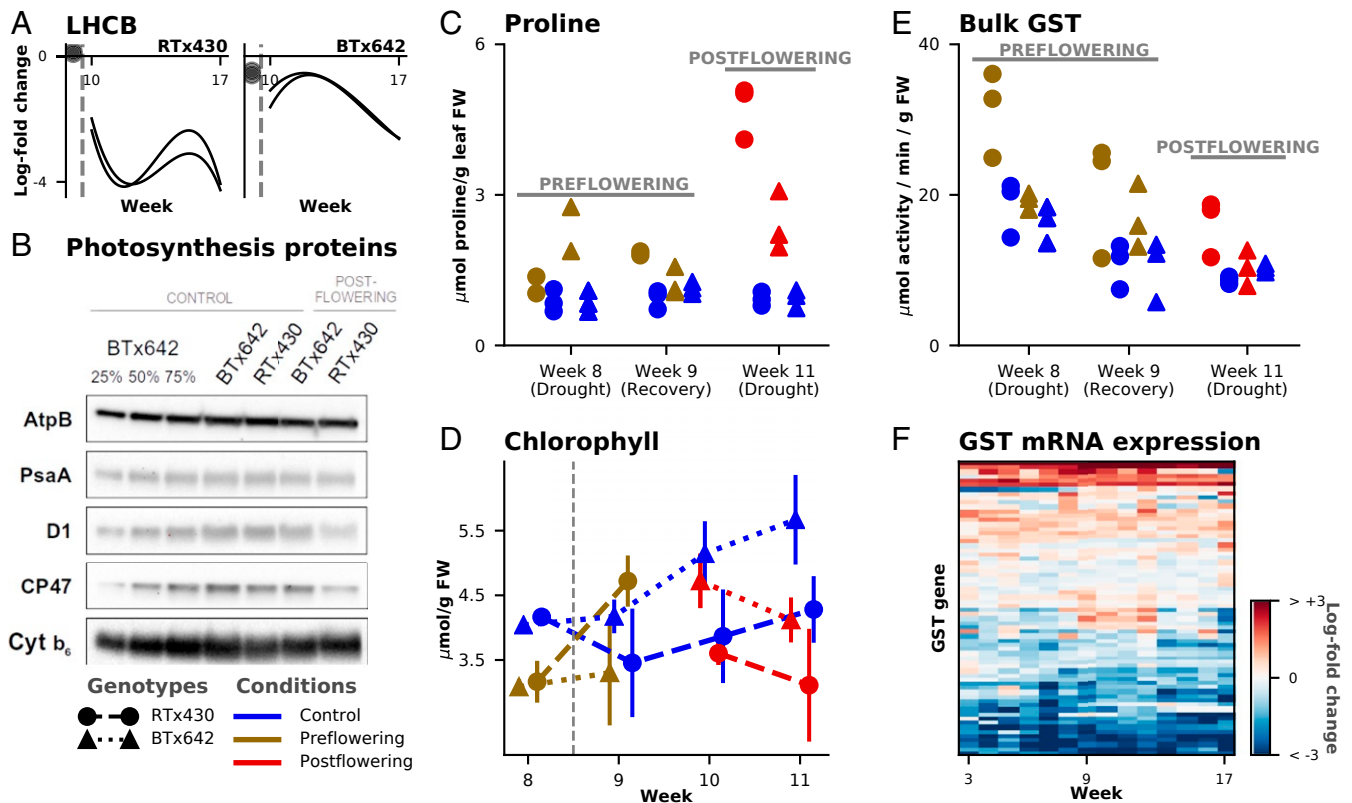 A LHCB
Log-fold change
0
-4
RTx430
10 17
BTx642
10 17
Week
Week
B Photosynthesis proteins
CONTROL
POST-
FLOWERING
BTx642
25% 50% 75%
BTx642
RTx430
BTx642
RTx430
AtpB
PsaA
D1
CP47
Cyt b6
Genotypes
RTx430
BTx642
Conditions
Control
Preflowering
Postflowering
C Proline
μmol proline/g leaf FW
6
3
0
POSTFLOWERING
PREFLOWERING
Week 8 Week 9 Week 11
(Drought) (Recovery) (Drought)
D Chlorophyll
μmol/g FW
5.5
4.5
3.5
8 9 10 11
Week
E Bulk GST
μmol activity / min / g FW
40
20
0
PREFLOWERING
POSTFLOWERING
Week 8 Week 9 Week 11
(Drought) (Recovery) (Drought)
F GST mRNA expression
GST gene
3 9 17
Week
> +3
0
< -3
Log-fold change